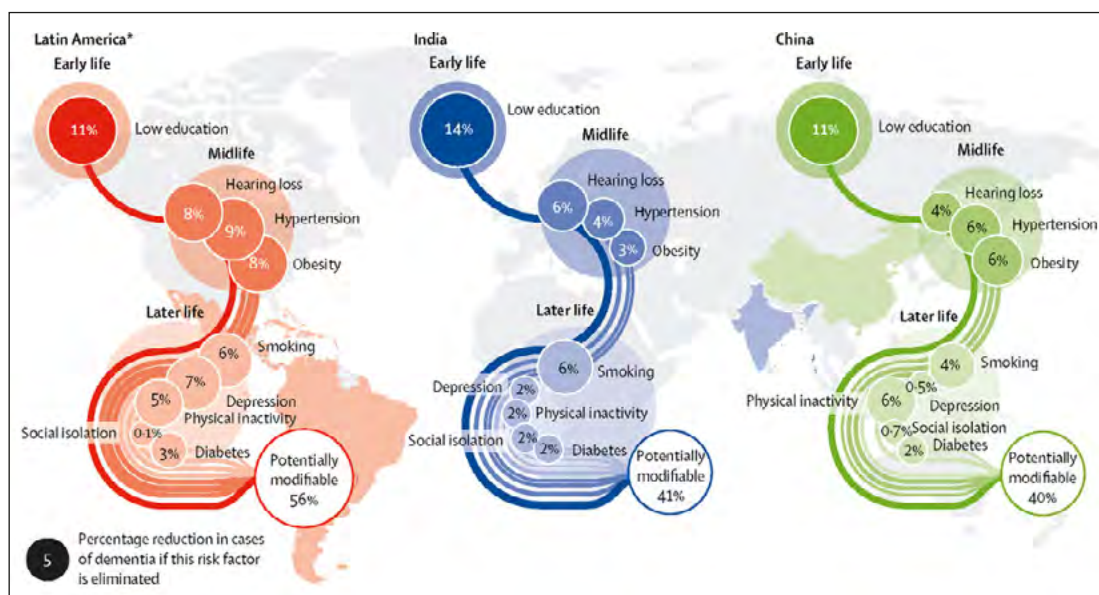 Latin America*
Early life
11%
Low education
Midlife
Hearing loss
8%
Hypertension
9%
8%
Obesity
Later life
6%
Smoking
7%
Depression
5%
Physical inactivity
Social isolation
0·1%
3%
Diabetes
Potentially
modifiable
56%
India
Early life
14%
Low education
Midlife
Hearing loss
6%
4%
Hypertension
3%
Obesity
Later life
6%
Smoking
Depression
2%
2%
Physical inactivity
Social isolation
2%
2%
Diabetes
Potentially
modifiable
41%
China
Early life
11%
Low education
Midlife
Hearing loss
4%
Hypertension
6%
6%
Obesity
Later life
4%
Smoking
Physical inactivity
6%
0·5%
Depression
0·7%
Social isolation
2%
Diabetes
Potentially
modifiable
40%
5
Percentage reduction in cases
of dementia if this risk factor
is eliminated